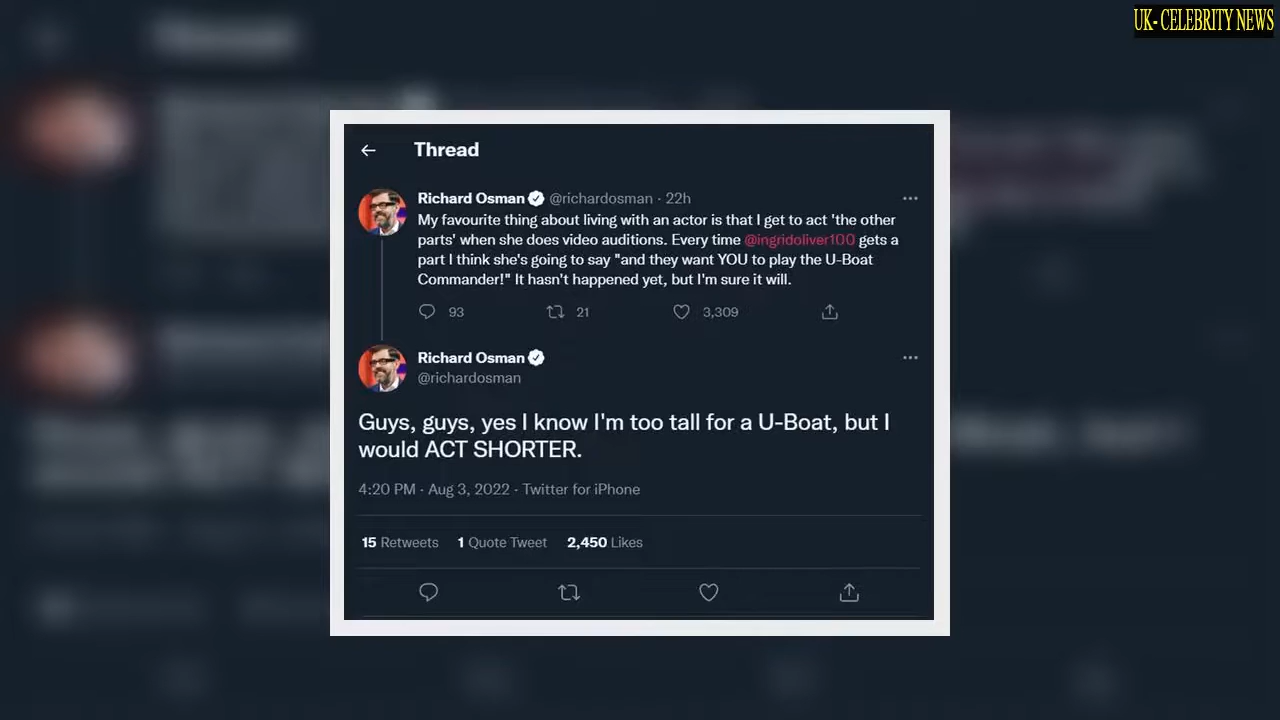 UK- CELEBRITY NEWS
Thread
Richard Osman @richardosman · 22h
My favourite thing about living with an actor is that I get to act 'the other
parts' when she does video auditions. Every time @ingridoliver100 gets a
part I think she's going to say "and they want YOU to play the U-Boat
Commander!" It hasn't happened yet, but I'm sure it will.
93 21 3,309
Richard Osman
@richardosman
Guys, guys, yes I know I'm too tall for a U-Boat, but I
would ACT SHORTER.
4:20 PM · Aug 3, 2022 · Twitter for iPhone
15 Retweets 1 Quote Tweet 2,450 Likes